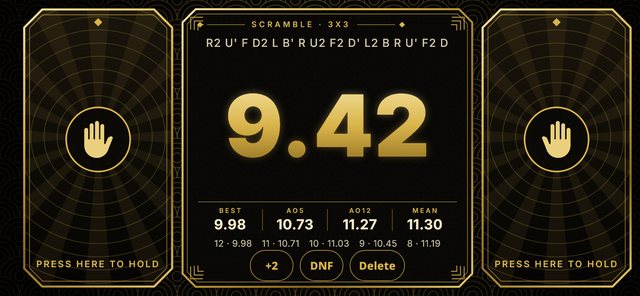 SCRAMBLE · 3X3
R2 U' F D2 L B' R U2 F2 D' L2 B R U' F2 D
9.42
BEST AO5 AO12 MEAN
9.98 10.73 11.27 11.30
12 · 9.98 11 · 10.71 10 · 11.03 9 · 10.45 8 · 11.19
PRESS HERE TO HOLD
+2 DNF Delete
PRESS HERE TO HOLD